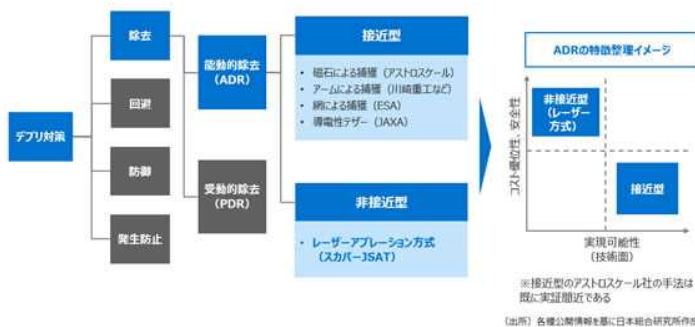 デブリ対策
除去
回避
防御
発生防止
能動的除去
(ADR)
受動的除去
(PDR)
接近型
・ 磁石による捕獲（アストロスケール）
・ アームによる捕獲（川崎重工など）
・ 網による捕獲（ESA）
・ 導電性テザー（JAXA）
非接近型
・ レーザーアブレーション方式
（スカパーJSAT）
ADRの特徴整理イメージ
コスト優位性、安全性
非接近型
（レーザー
方式）
接近型
実現可能性
（技術面）
※接近型のアストロスケール社の手法は
既に実証間近である
（出所）各種公開情報を基に日本総合研究所作成